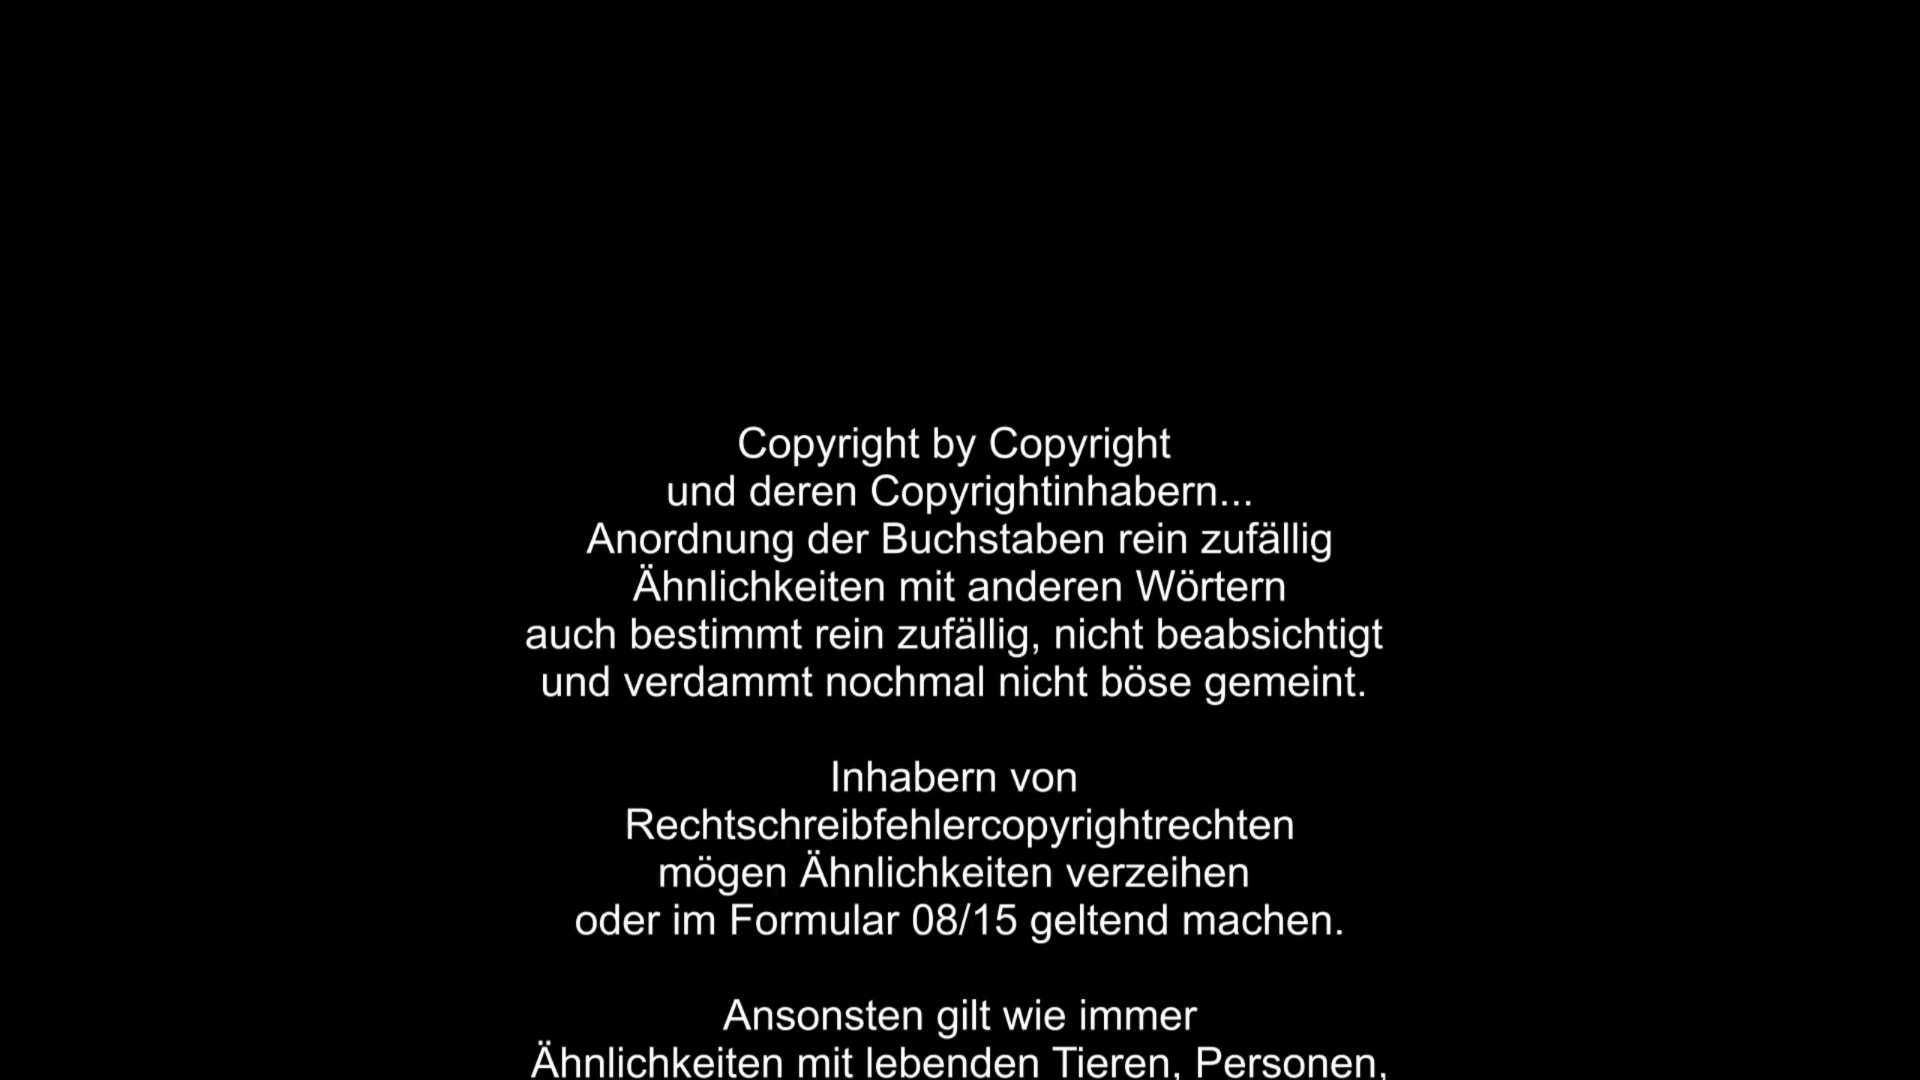 Copyright by Copyright
und deren Copyrightinhabern...
Anordnung der Buchstaben rein zufällig
Ähnlichkeiten mit anderen Wörtern
auch bestimmt rein zufällig, nicht beabsichtigt
und verdammt nochmal nicht böse gemeint.
Inhabern von
Rechtschreibfehlercopyrightrechten
mögen Ähnlichkeiten verzeihen
oder im Formular 08/15 geltend machen.
Ansonsten gilt wie immer
Ähnlichkeiten mit lebenden Tieren, Personen,